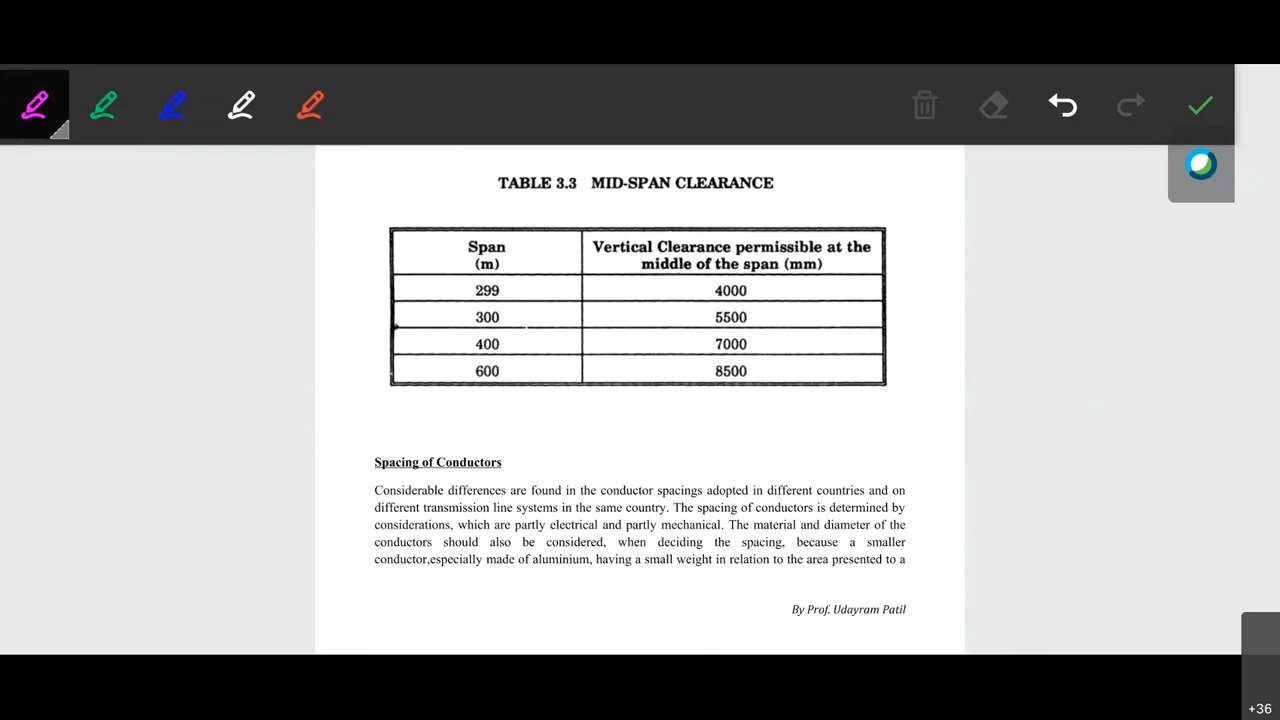 TABLE 3.3 MID-SPAN CLEARANCE
Span (m) Vertical Clearance permissible at the middle of the span (mm)
299 4000
300 5500
400 7000
600 8500
Spacing of Conductors
Considerable differences are found in the conductor spacings adopted in different countries and on
different transmission line systems in the same country. The spacing of conductors is determined by
considerations, which are partly electrical and partly mechanical. The material and diameter of the
conductors should also be considered, when deciding the spacing, because a smaller
conductor,especially made of aluminium, having a small weight in relation to the area presented to a
By Prof. Udayram Patil
+36